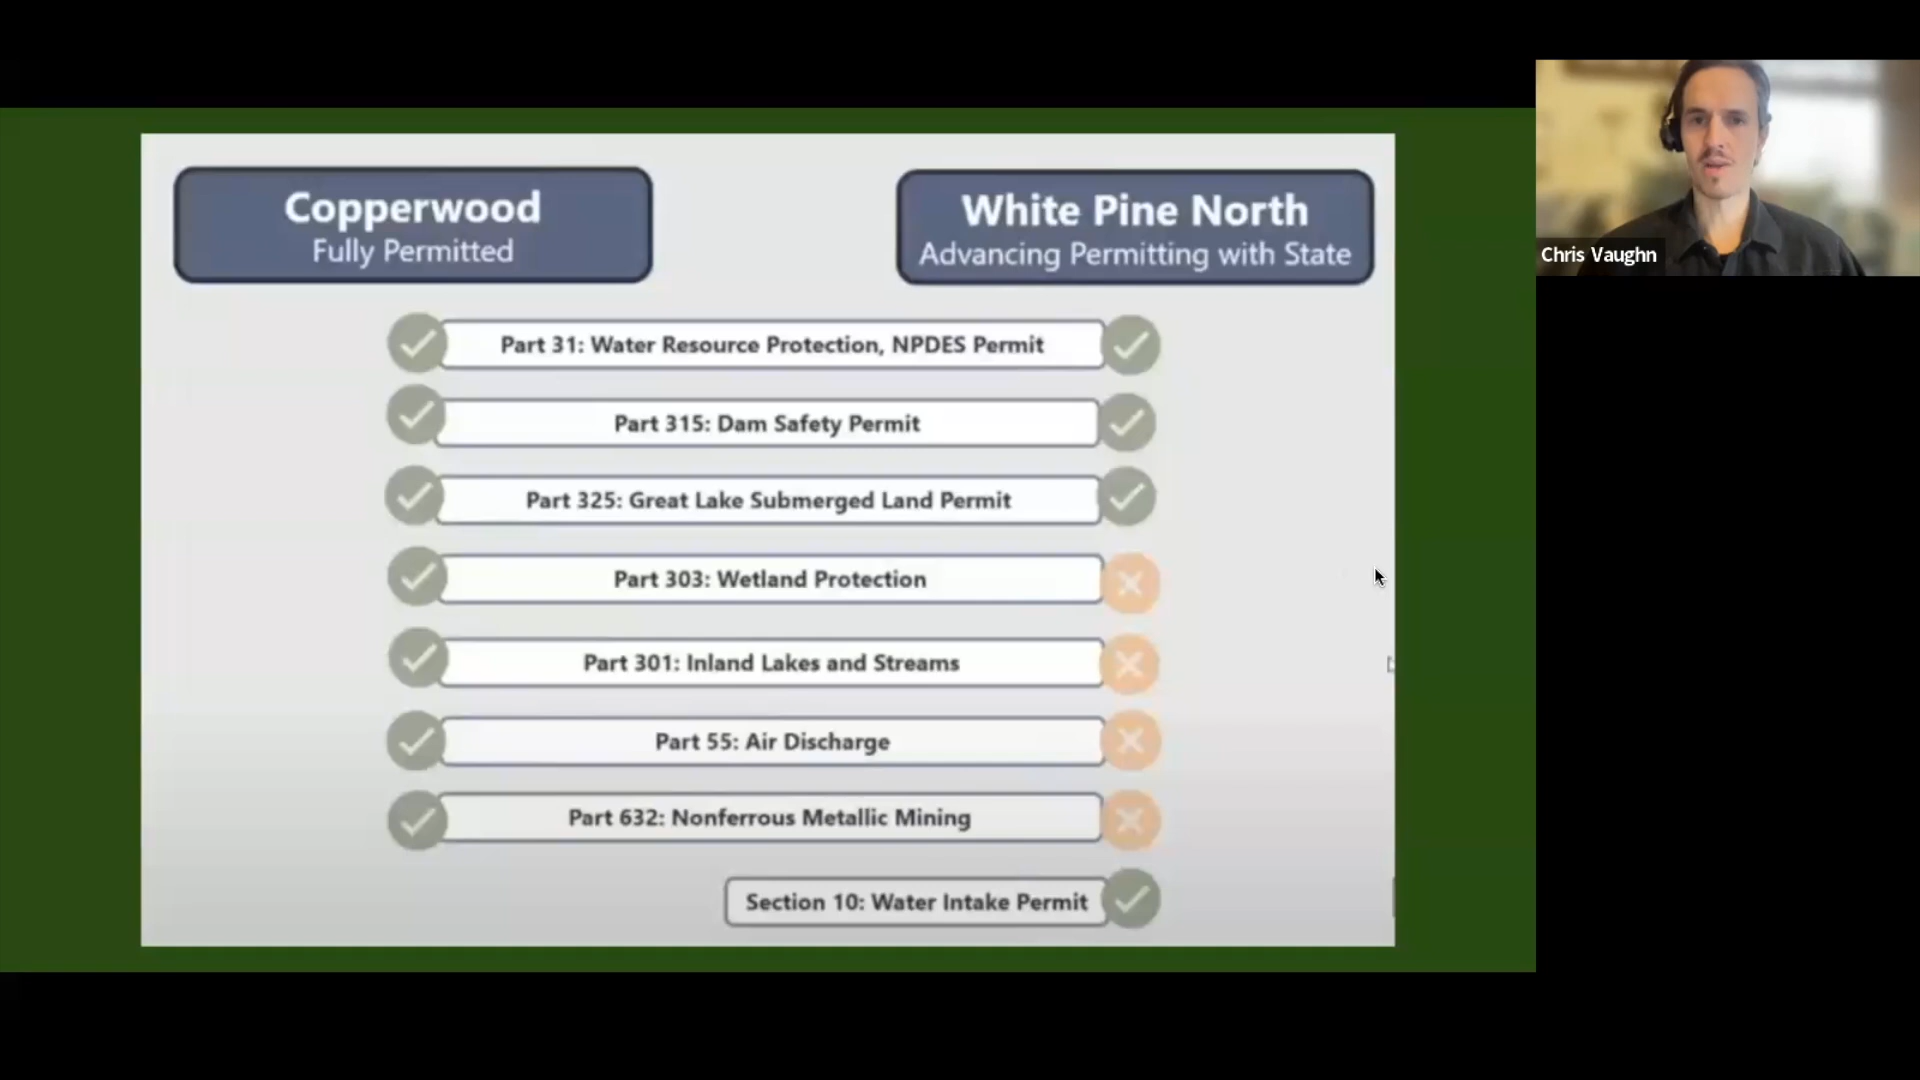 Copperwood
Fully Permitted
White Pine North
Advancing Permitting with State
Part 31: Water Resource Protection, NPDES Permit
Part 315: Dam Safety Permit
Part 325: Great Lake Submerged Land Permit
Part 303: Wetland Protection
Part 301: Inland Lakes and Streams
Part 55: Air Discharge
Part 632: Nonferrous Metallic Mining
Section 10: Water Intake Permit
Chris Vaughn